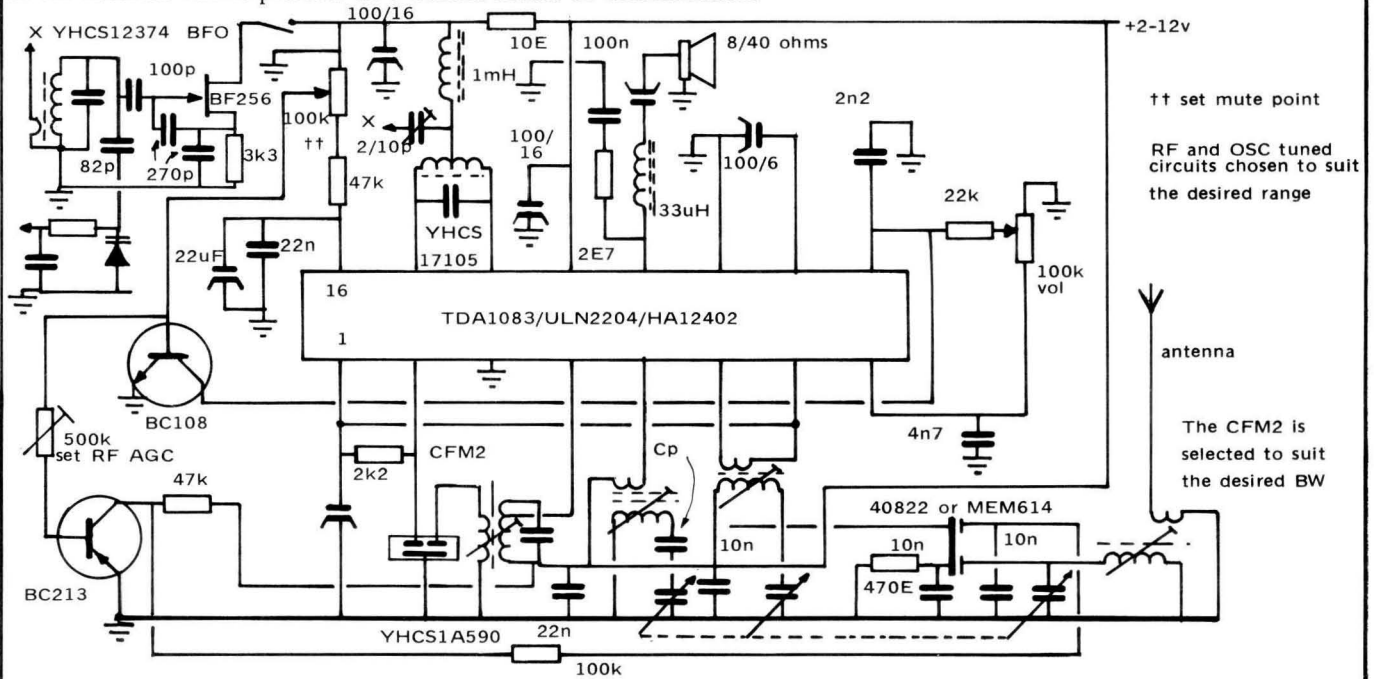 100/16
X YHCS12374 BFO
10E
100n
8/40 ohms
+2-12v
100p
BF256
1mH
2n2
†† set mute point
100k
††
X
2/10p
100/
16
100/6
RF and OSC tuned
circuits chosen to suit
the desired range
82p
270p
3k3
47k
22k
33uH
YHCS
17105
22uF
22n
2E7
100k
vol
16
TDA1083/ULN2204/HA12402
1
antenna
BC108
500k
set RF AGC
2k2
CFM2
Cp
4n7
The CFM2 is
selected to suit
the desired BW
47k
40822 or MEM614
10n
10n
10n
470E
BC213
YHCS1A590
22n
100k